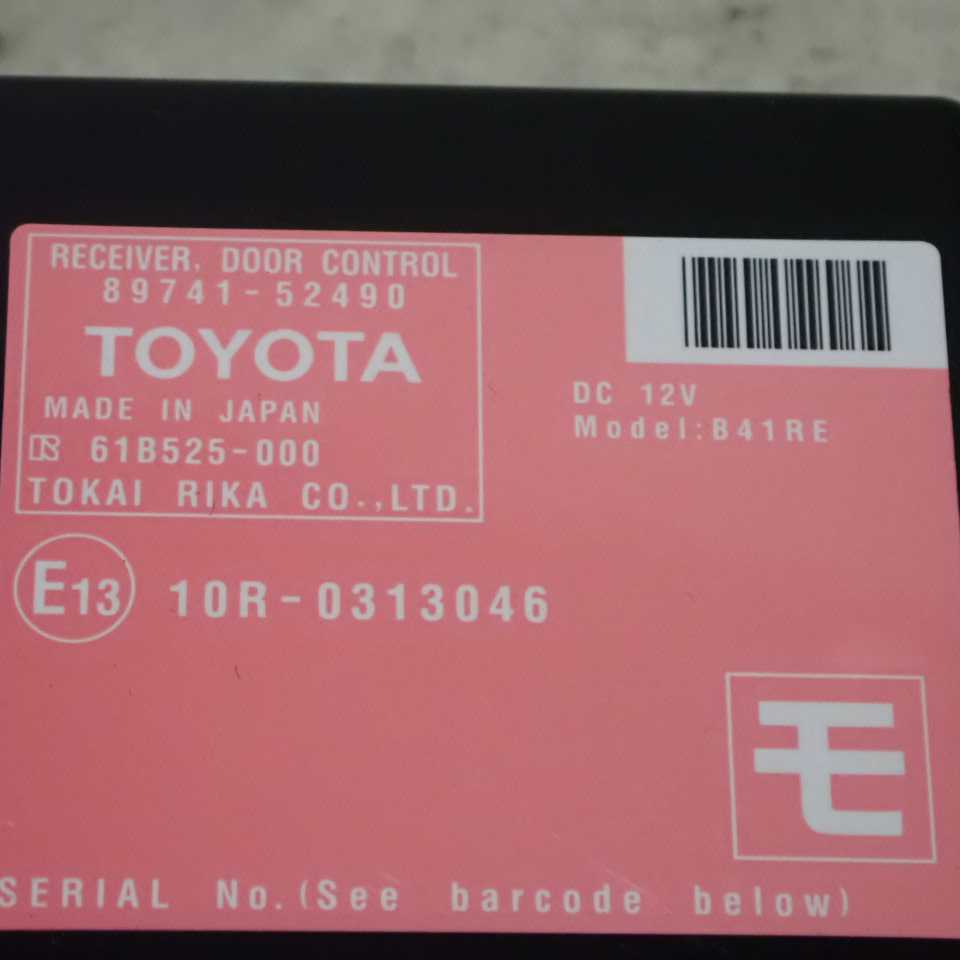 RECEIVER, DOOR CONTROL
89741-52490
TOYOTA
MADE IN JAPAN
R 61B525-000
TOKAI RIKA CO.,LTD.
DC 12V
Model:B41RE
E13 10R-0313046
モ
SERIAL No.(See barcode below)